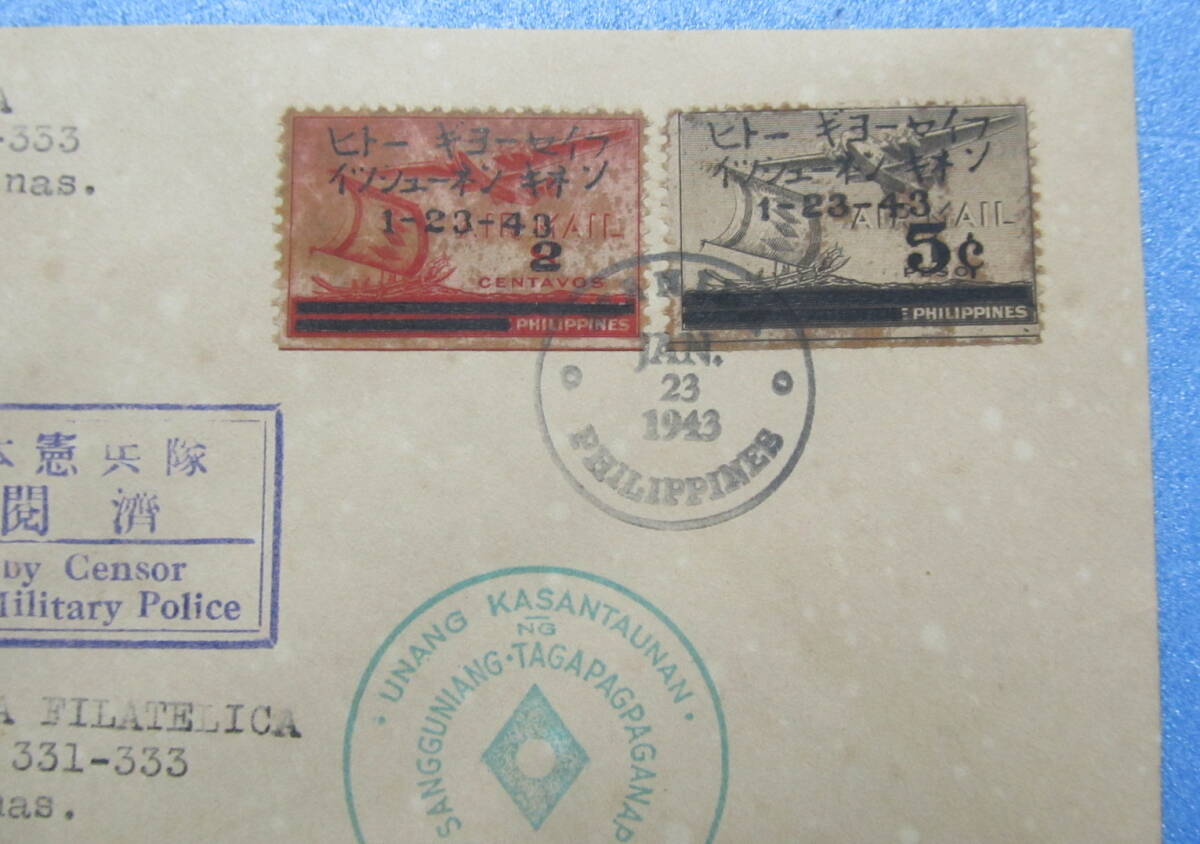 A
-333
nas.
ヒトー ギヨーセイフ
イツシユーネン キネン
1-23-43
AIR MAIL
2
CENTAVOS
PHILIPPINES
ヒトー ギヨーセイフ
イツシユーネン キネン
1-23-43
AIR MAIL
5¢
PESO
E PHILIPPINES
JAN.
23
1943
PHILIPPINES
本憲兵隊
閲 濟
by Censor
Military Police
UNANG KASANTAUNAN
NG
SANGGUNIANG·TAGAPAGPAGANAP
A FILATELICA
331-333
nas.